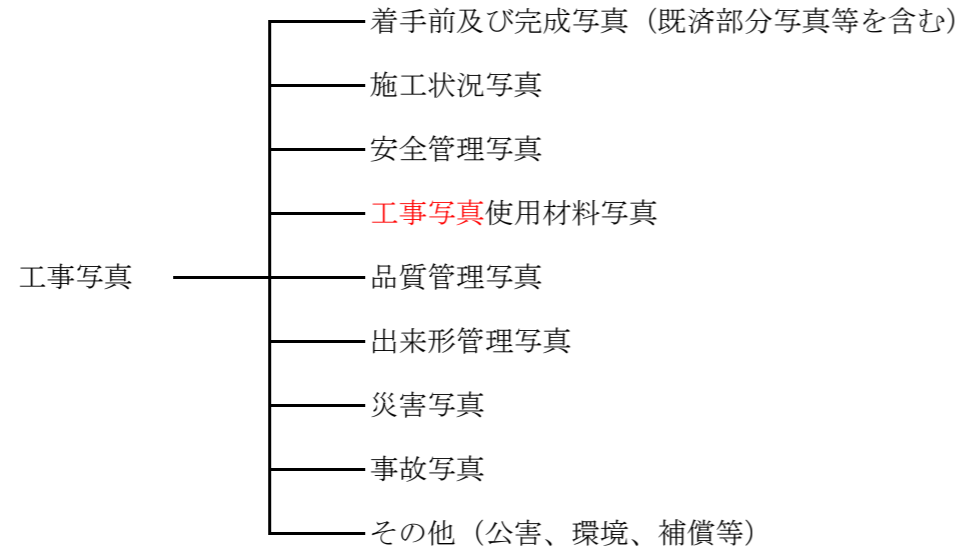 着手前及び完成写真（既済部分写真等を含む）
施工状況写真
安全管理写真
工事写真使用材料写真
工事写真
品質管理写真
出来形管理写真
災害写真
事故写真
その他（公害、環境、補償等）